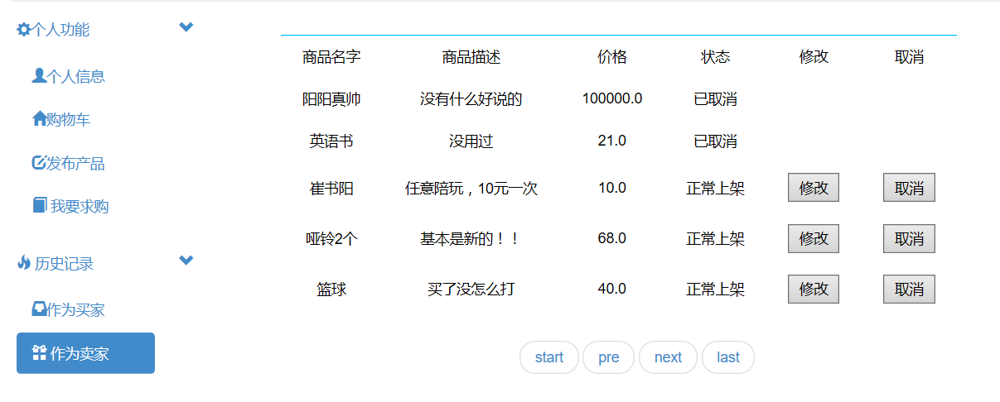 个人功能
个人信息
购物车
发布产品
我要求购
历史记录
作为买家
作为卖家
商品名字 商品描述 价格 状态 修改 取消
阳阳真帅 没有什么好说的 100000.0 已取消
英语书 没用过 21.0 已取消
崔书阳 任意陪玩，10元一次 10.0 正常上架 修改 取消
哑铃2个 基本是新的！！ 68.0 正常上架 修改 取消
篮球 买了没怎么打 40.0 正常上架 修改 取消
start pre next last